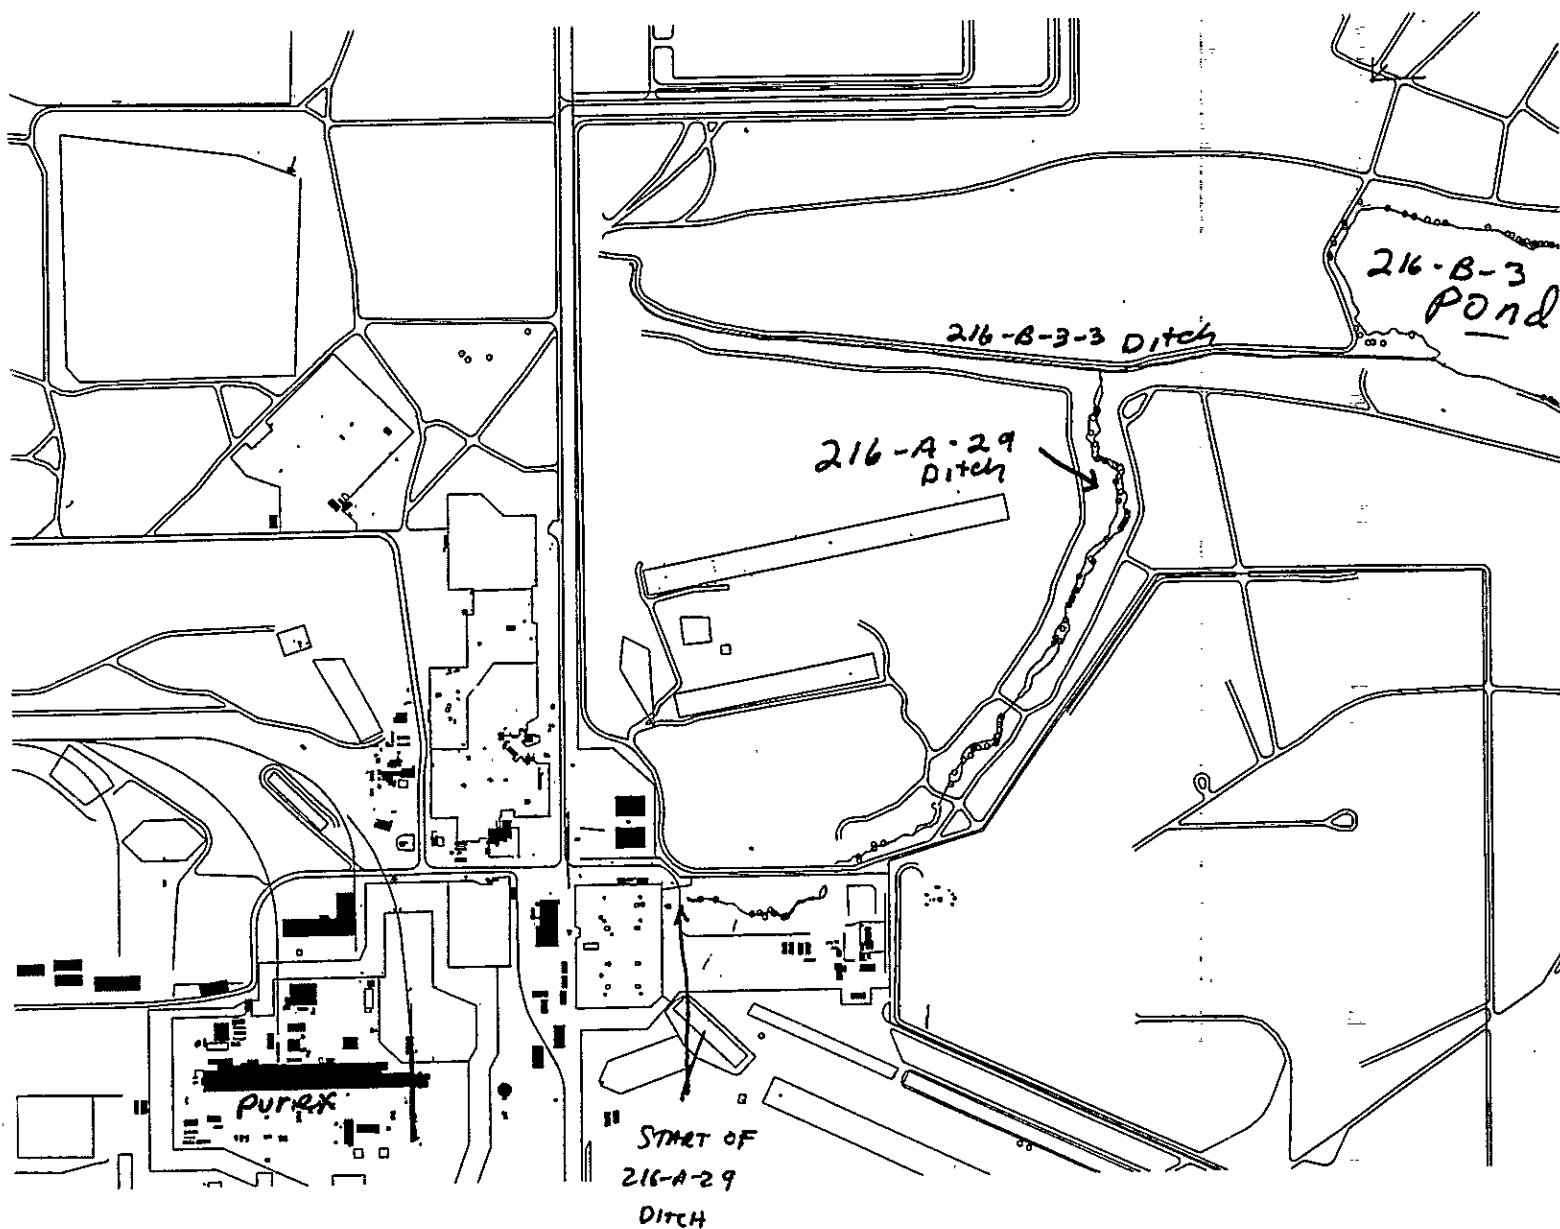 216-B-3
Pond
216-B-3-3 Ditch
216-A-29
Ditch
Purex
START OF
216-A-29
DITCH